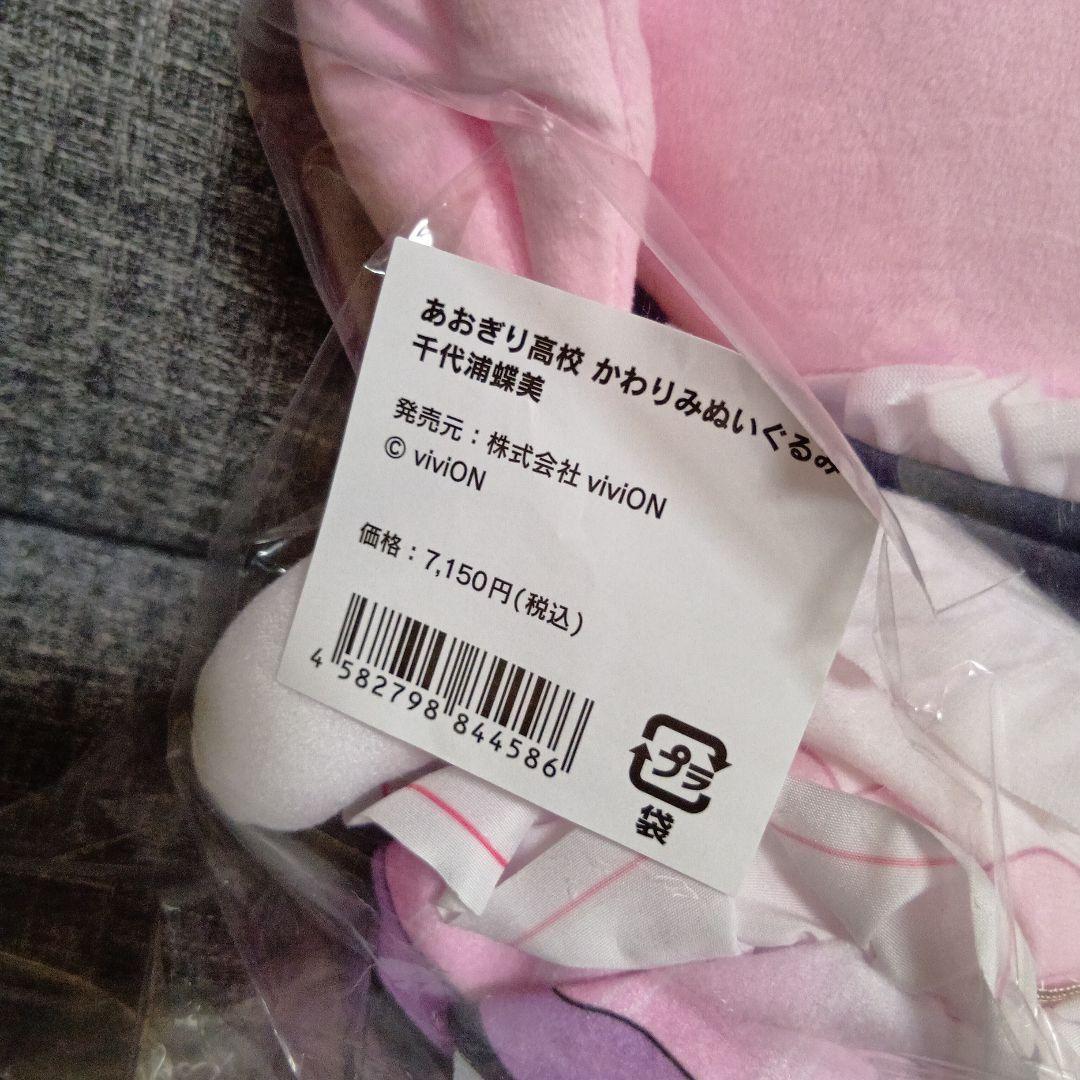 あおぎり高校 かわりみぬいぐるみ
千代浦蝶美
発売元：株式会社 viviON
© viviON
価格：7,150円(税込)
4 582798 844586
プラ
袋